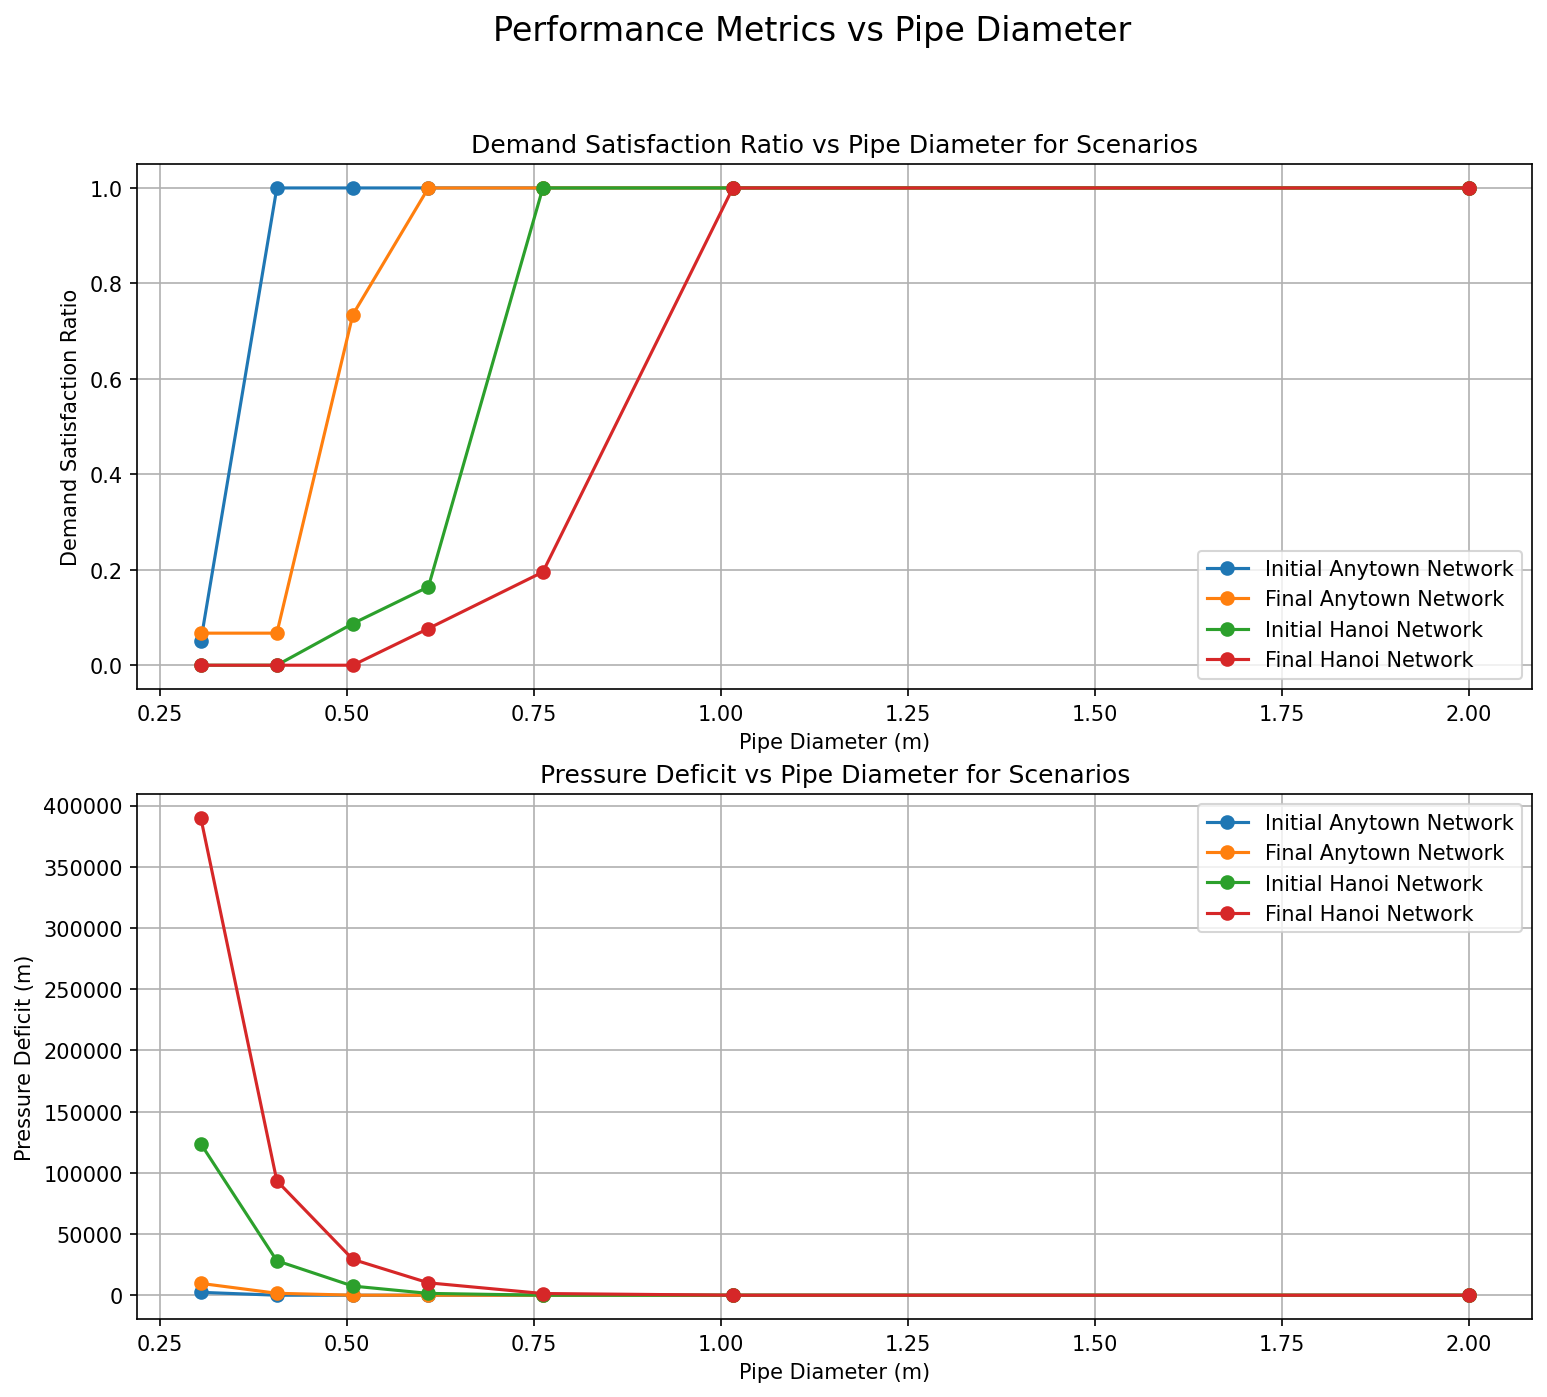 Performance Metrics vs Pipe Diameter
Demand Satisfaction Ratio vs Pipe Diameter for Scenarios
Demand Satisfaction Ratio
1.0
0.8
0.6
0.4
0.2
0.0
Initial Anytown Network
Final Anytown Network
Initial Hanoi Network
Final Hanoi Network
0.25 0.50 0.75 1.00 1.25 1.50 1.75 2.00
Pipe Diameter (m)
Pressure Deficit vs Pipe Diameter for Scenarios
Pressure Deficit (m)
400000
350000
300000
250000
200000
150000
100000
50000
0
Initial Anytown Network
Final Anytown Network
Initial Hanoi Network
Final Hanoi Network
0.25 0.50 0.75 1.00 1.25 1.50 1.75 2.00
Pipe Diameter (m)